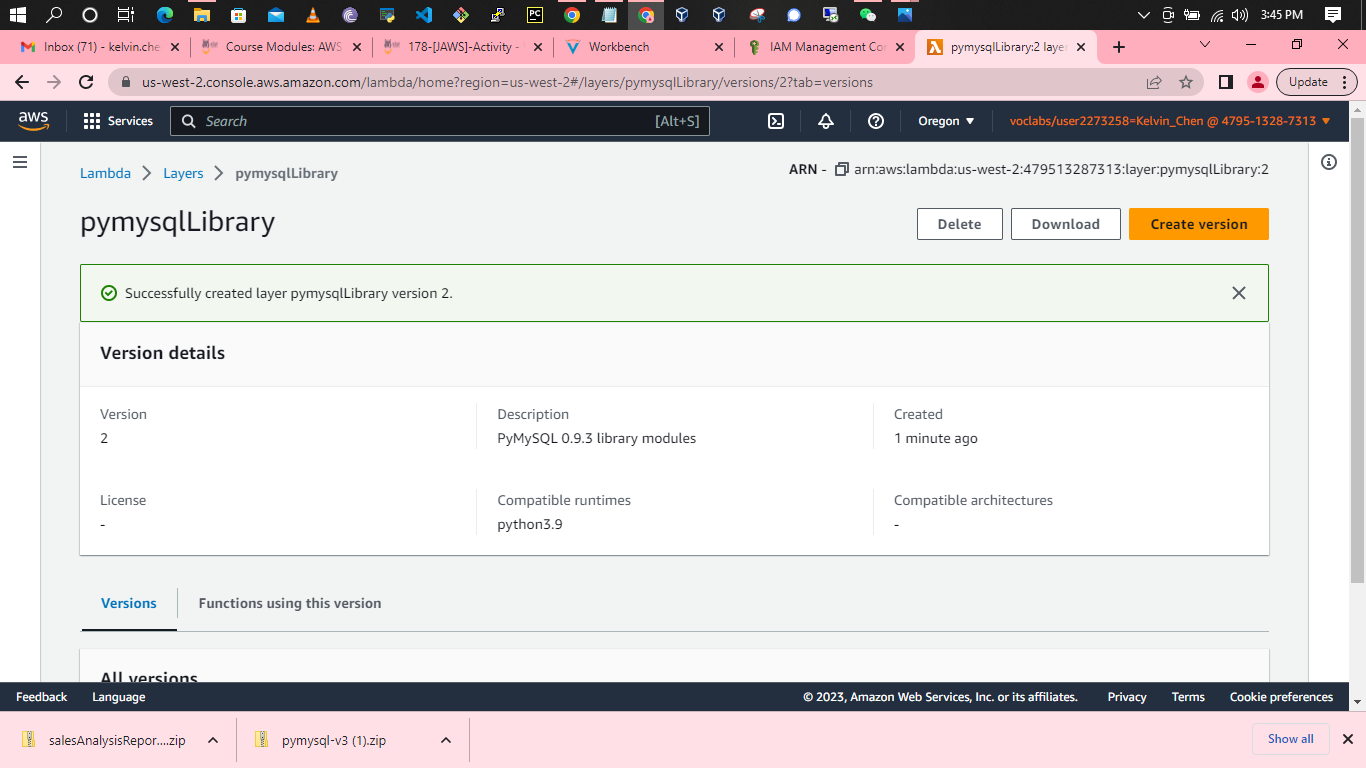 3:45 PM
Inbox (71) - kelvin.che
Course Modules: AWS
178-[JAWS]-Activity -
Workbench
IAM Management Co
pymysqlLibrary:2 layer
us-west-2.console.aws.amazon.com/lambda/home?region=us-west-2#/layers/pymysqlLibrary/versions/2?tab=versions
Update
aws
Services
Search
[Alt+S]
Oregon
voclabs/user2273258=Kelvin_Chen @ 4795-1328-7313
Lambda
Layers
pymysqlLibrary
ARN - arn:aws:lambda:us-west-2:479513287313:layer:pymysqlLibrary:2
pymysqlLibrary
Delete
Download
Create version
Successfully created layer pymysqlLibrary version 2.
Version details
Version
2
Description
PyMySQL 0.9.3 library modules
Created
1 minute ago
License
-
Compatible runtimes
python3.9
Compatible architectures
-
Versions
Functions using this version
All versions
Feedback
Language
© 2023, Amazon Web Services, Inc. or its affiliates.
Privacy
Terms
Cookie preferences
salesAnalysisRepor....zip
pymysql-v3 (1).zip
Show all